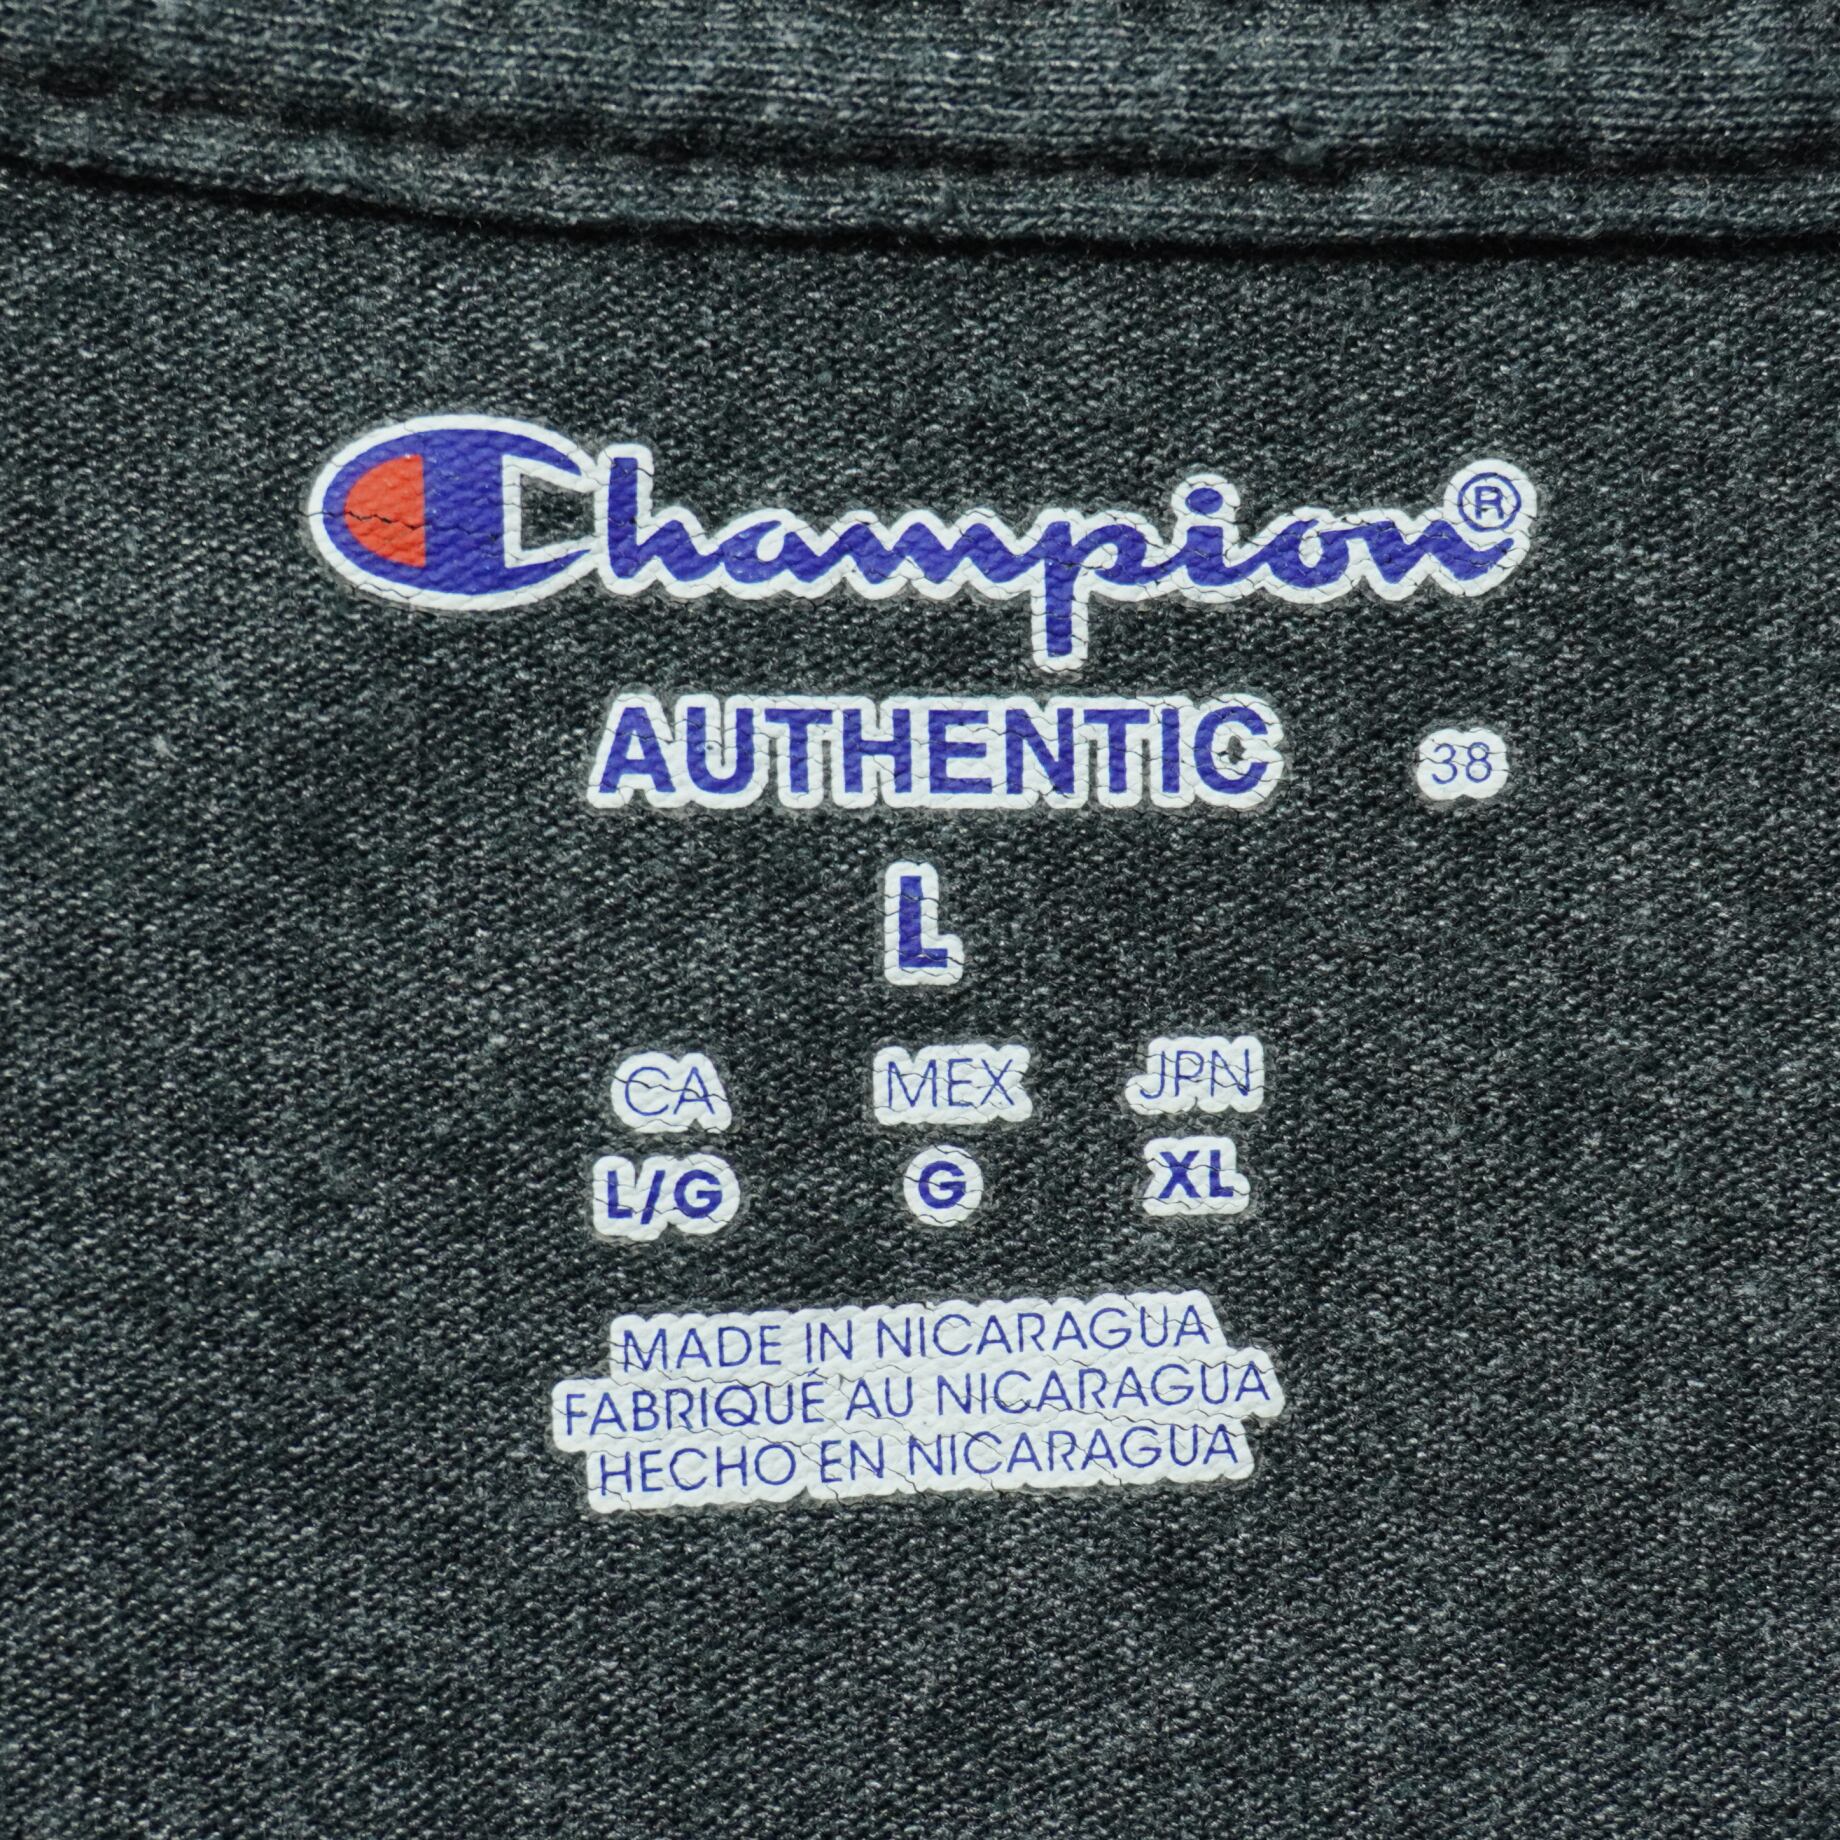 Champion®
AUTHENTIC 38
L
CA MEX JPN
L/G G XL
MADE IN NICARAGUA
FABRIQUÉ AU NICARAGUA
HECHO EN NICARAGUA